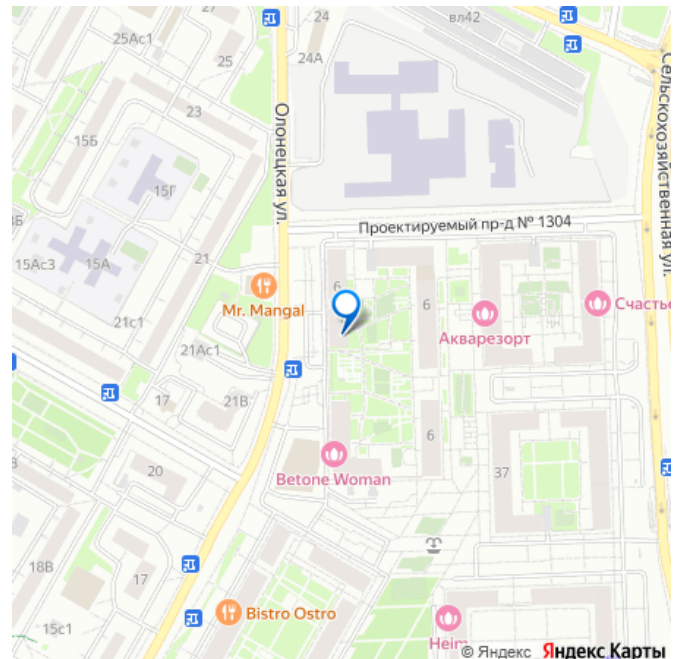 24
вл42
25Ас1
25
24А
23
Сельскохозяйственная ул.
15Б
Олонецкая ул.
15Г
Проектируемый пр-д № 1304
15Ас3
15А
21
6
Mr. Mangal
6
Счастье
21с1
Акварезорт
21Ас1
17
21В
6
37
20
Betone Woman
18В
17
Bistro Ostro
15с1
Heim
© Яндекс Яндекс Карты